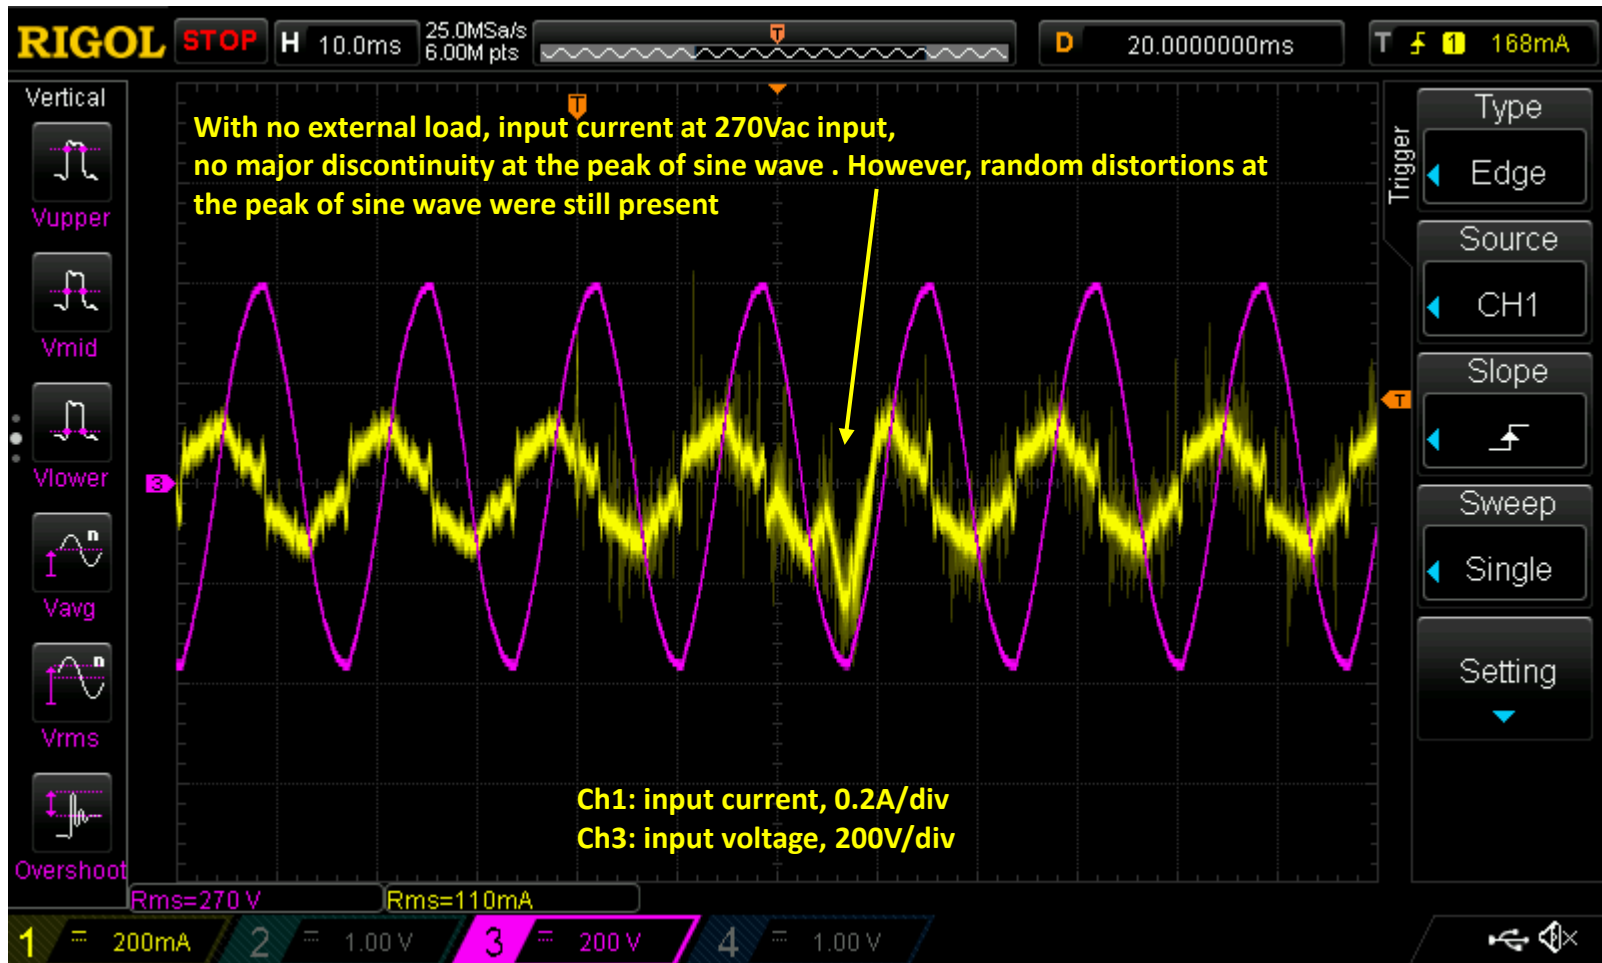 RIGOL STOP H 10.0ms 25.0MSa/s D 20.0000000ms T 1 168mA
6.00M pts
T
Vertical
Vupper
Vmid
Vlower
Vavg
n
Vrms
n
Overshoot
T
With no external load, input current at 270Vac input,
no major discontinuity at the peak of sine wave . However, random distortions at
the peak of sine wave were still present
3
T
Ch1: input current, 0.2A/div
Ch3: input voltage, 200V/div
Trigger
Type
Edge
Source
CH1
Slope
Sweep
Single
Setting
Rms=270 V Rms=110mA
1 = 200mA 2 = 1.00 V 3 = 200 V 4 = 1.00 V